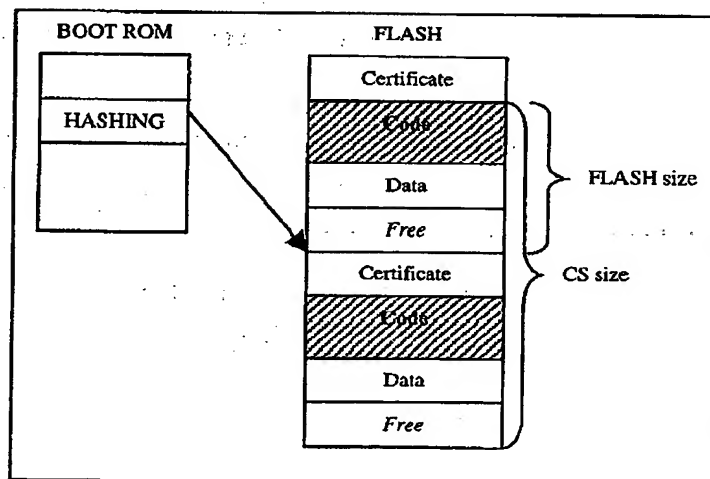 BOOT ROM
FLASH
Certificate
HASHING
Code
Data
FLASH size
Free
Certificate
CS size
Code
Data
Free